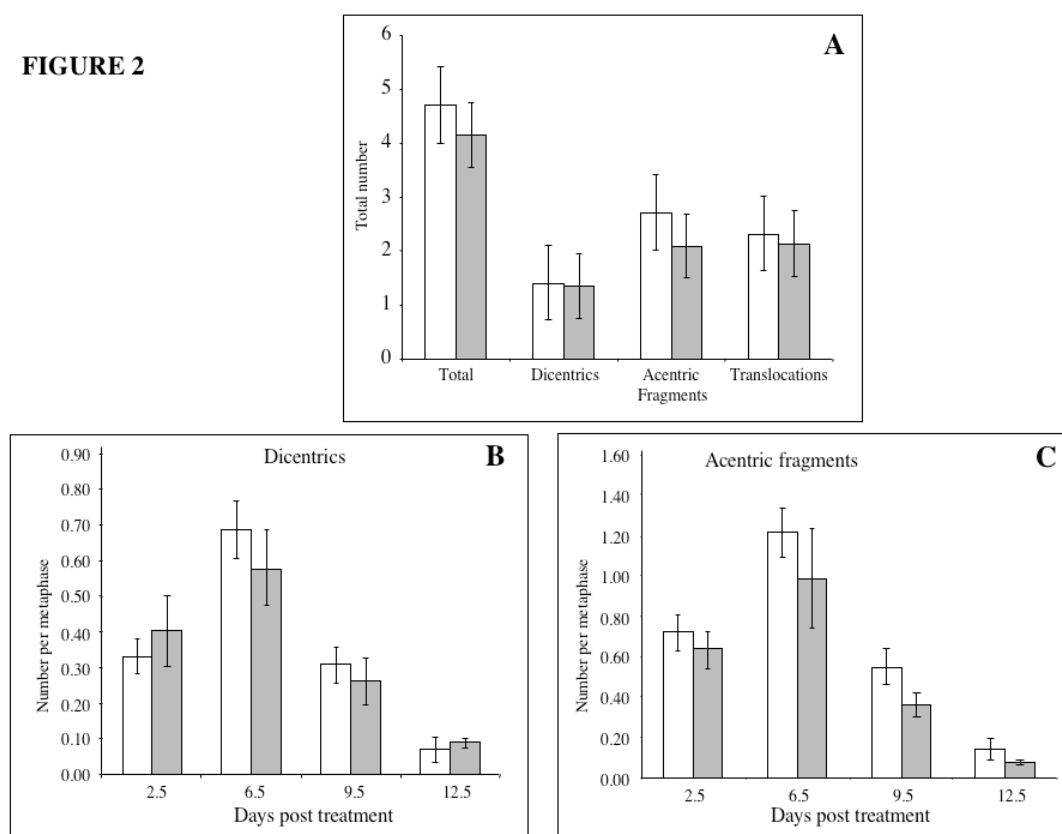 FIGURE 2
A
Total number
6
5
4
3
2
1
0
Total
Dicentrics
Acentric
Fragments
Translocations
B
Dicentrics
Number per metaphase
0.90
0.80
0.70
0.60
0.50
0.40
0.30
0.20
0.10
0.00
2.5
6.5
9.5
12.5
Days post treatment
C
Acentric fragments
Number per metaphase
1.60
1.40
1.20
1.00
0.80
0.60
0.40
0.20
0.00
2.5
6.5
9.5
12.5
Days post treatment